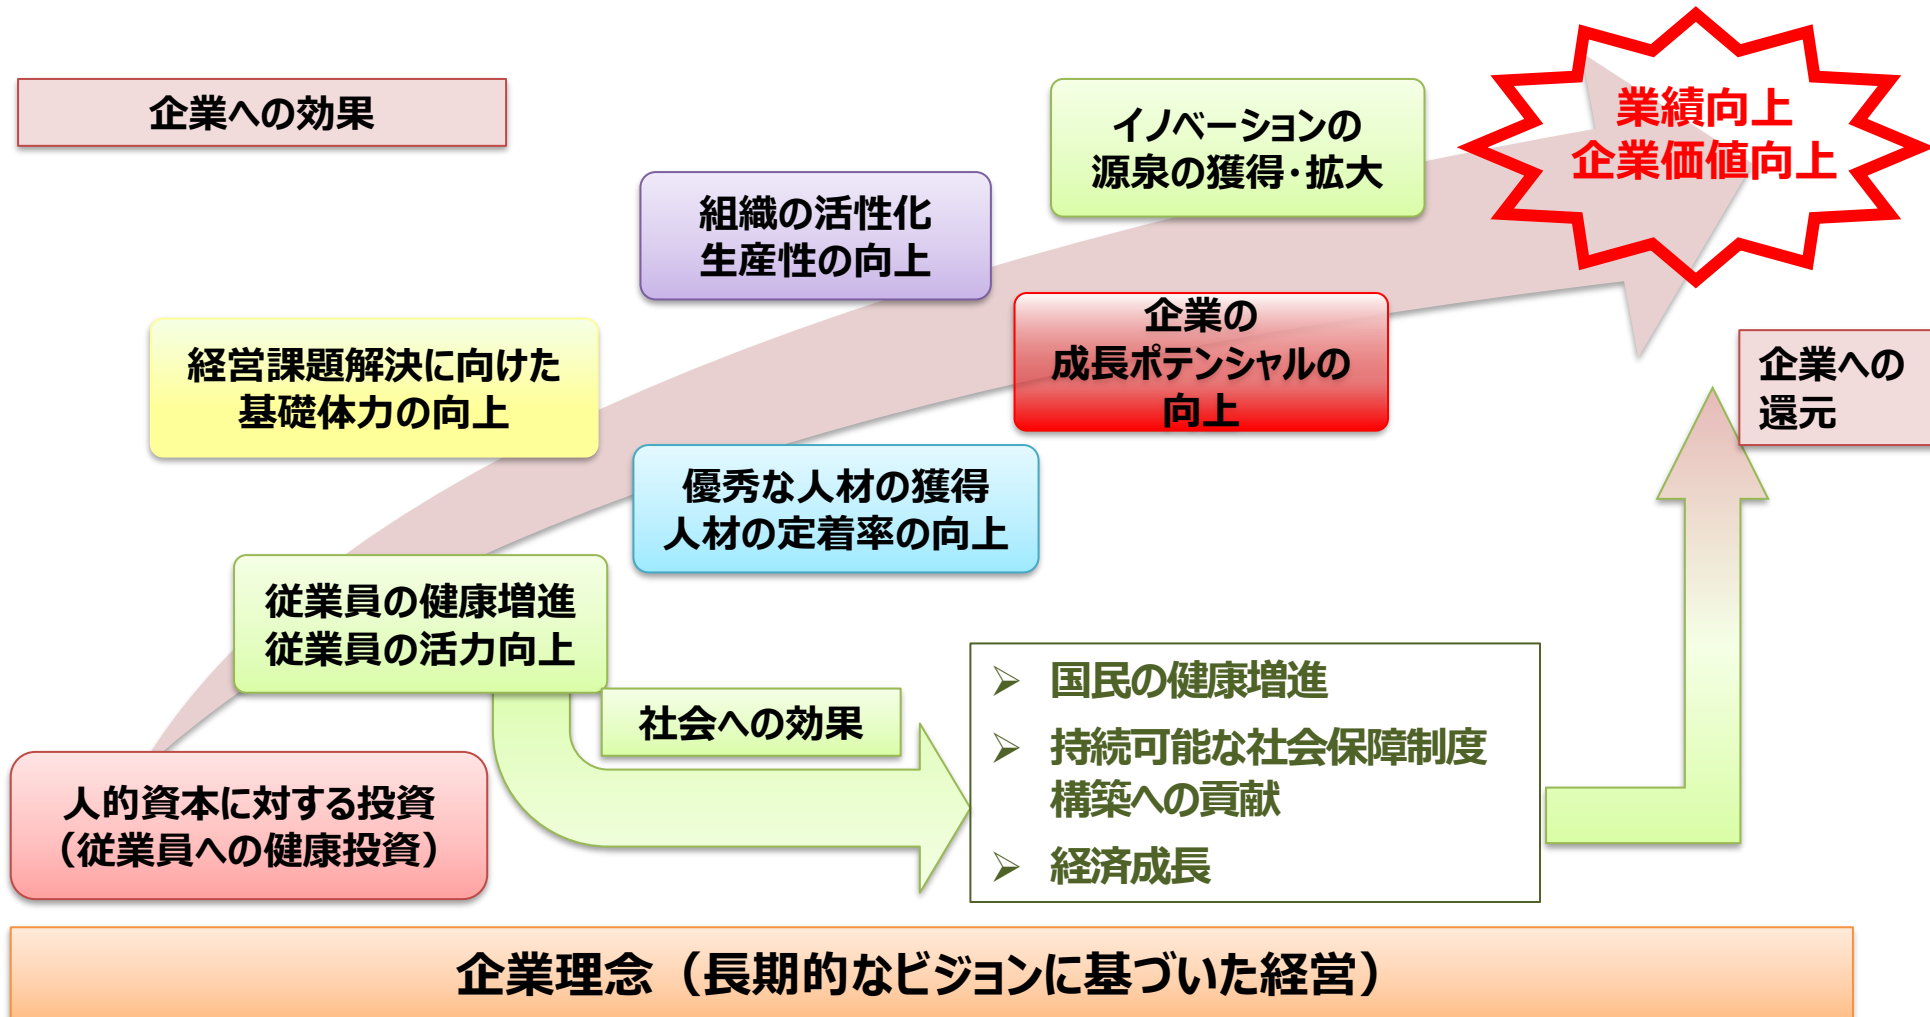 企業への効果
イノベーションの
源泉の獲得・拡大
業績向上
企業価値向上
組織の活性化
生産性の向上
企業の
成長ポテンシャルの
向上
経営課題解決に向けた
基礎体力の向上
企業への
還元
優秀な人材の獲得
人材の定着率の向上
従業員の健康増進
従業員の活力向上
社会への効果
➢ 国民の健康増進
➢ 持続可能な社会保障制度
構築への貢献
➢ 経済成長
人的資本に対する投資
（従業員への健康投資）
企業理念（長期的なビジョンに基づいた経営）